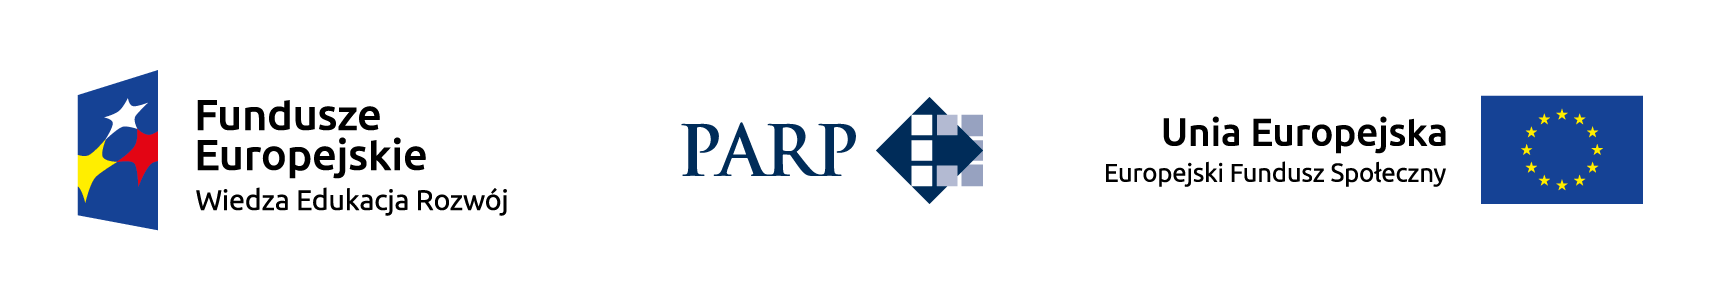 Fundusze
Europejskie
Wiedza Edukacja Rozwój
PARP
Unia Europejska
Europejski Fundusz Społeczny